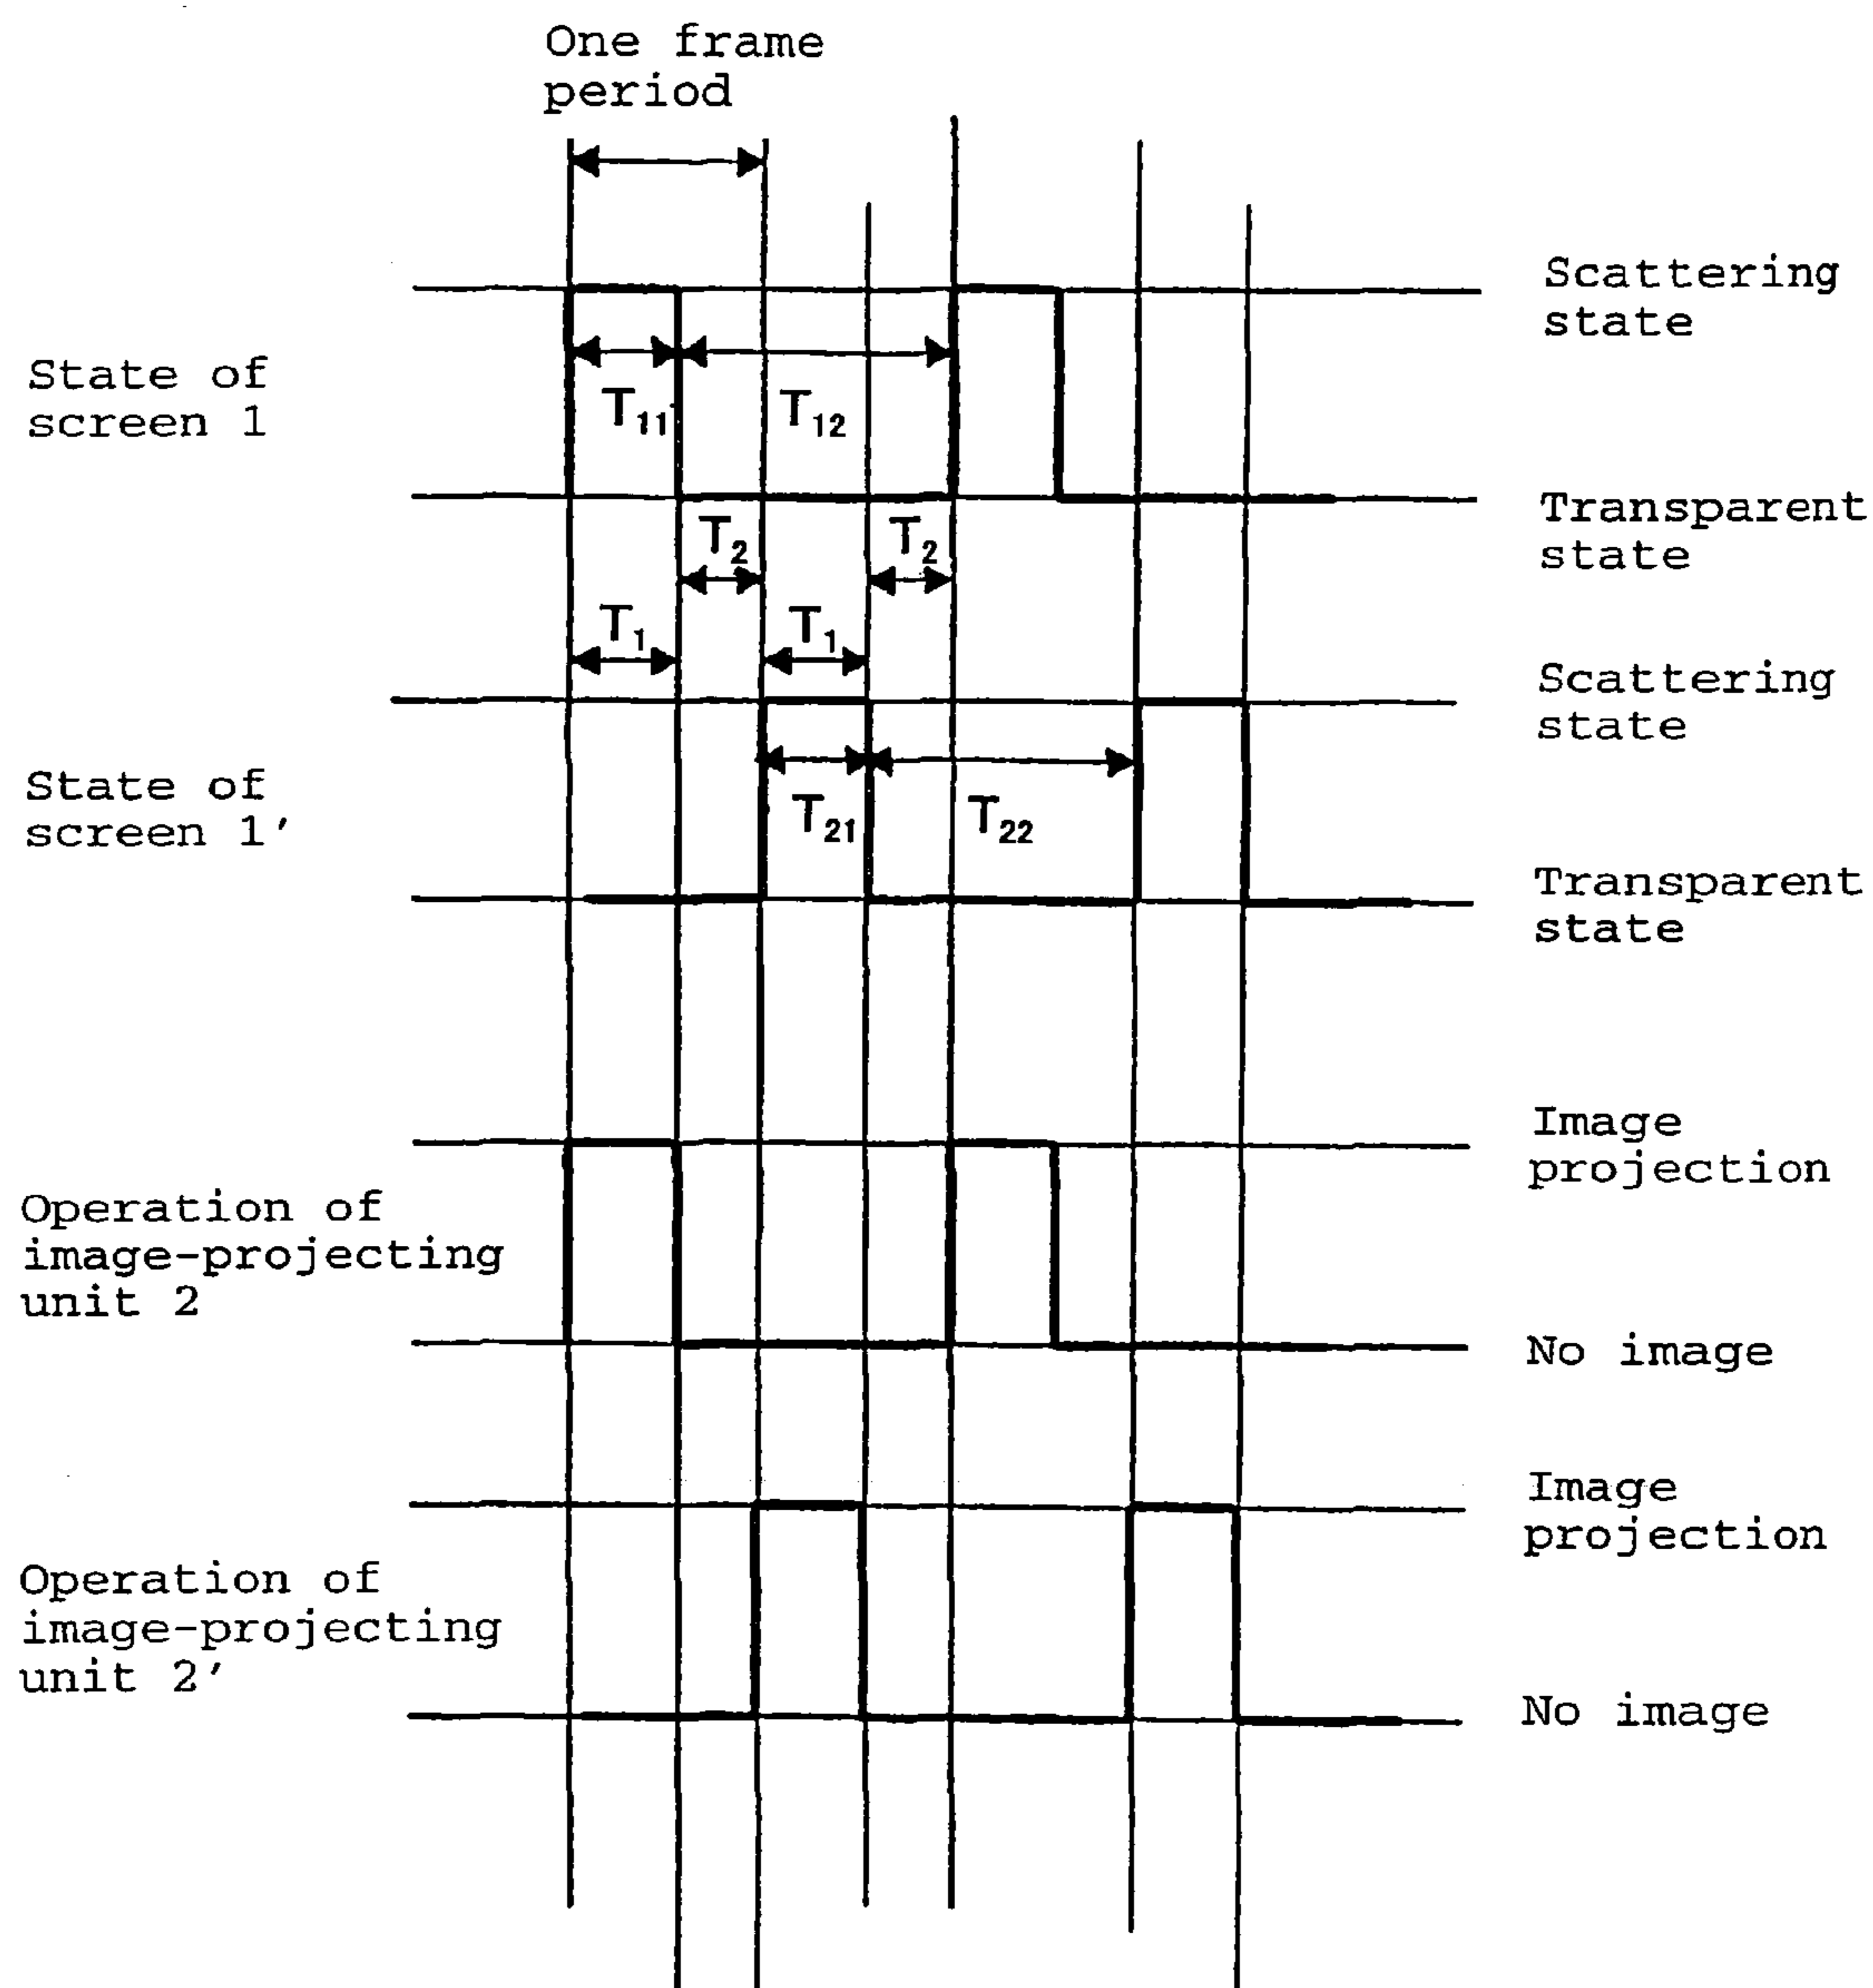 One frame
period
Scattering
state
State of
screen 1
T11
T12
Transparent
state
T2
T2
T1
T1
Scattering
state
State of
screen 1'
T21
T22
Transparent
state
Image
projection
Operation of
image-projecting
unit 2
No image
Image
projection
Operation of
image-projecting
unit 2'
No image